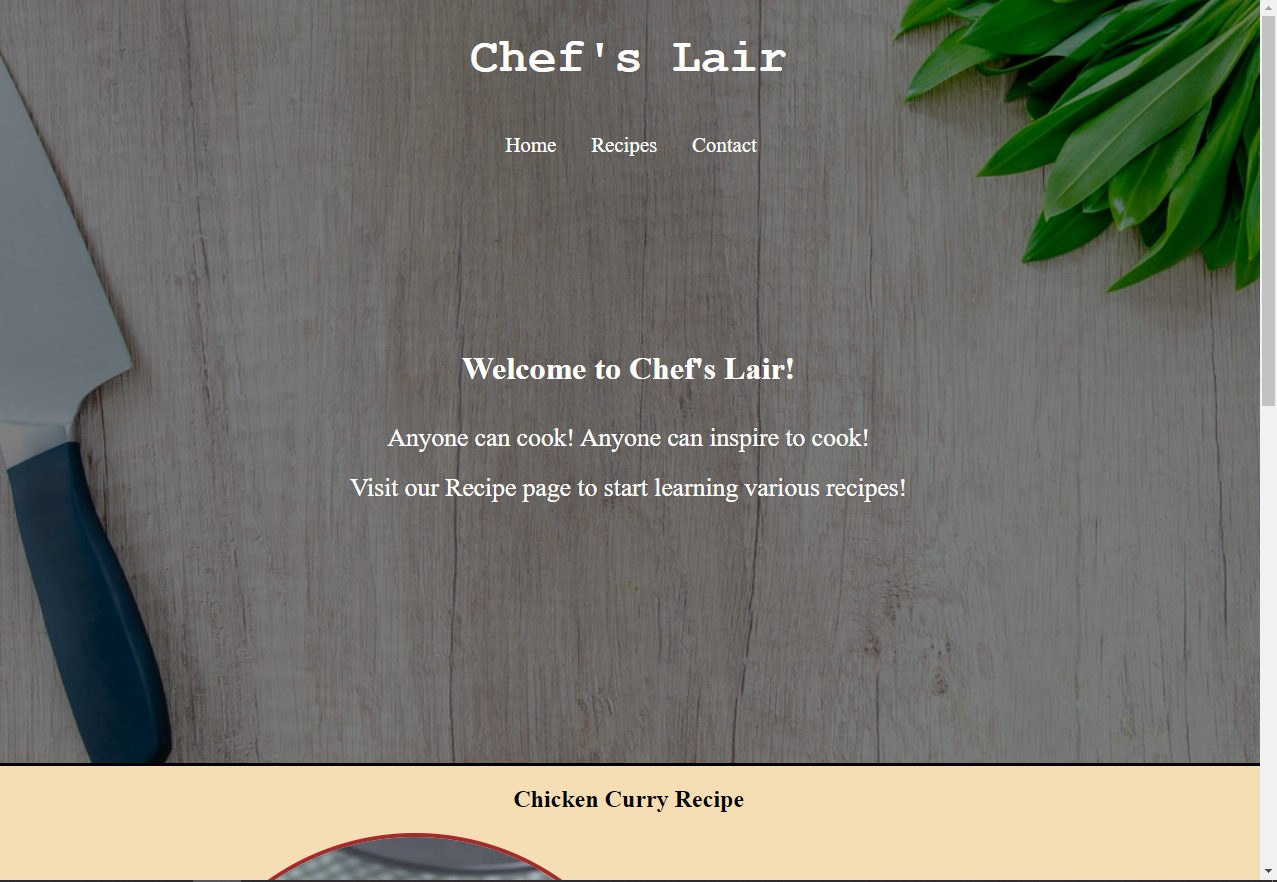 Chef's Lair
Home Recipes Contact
Welcome to Chef's Lair!
Anyone can cook! Anyone can inspire to cook!
Visit our Recipe page to start learning various recipes!
Chicken Curry Recipe